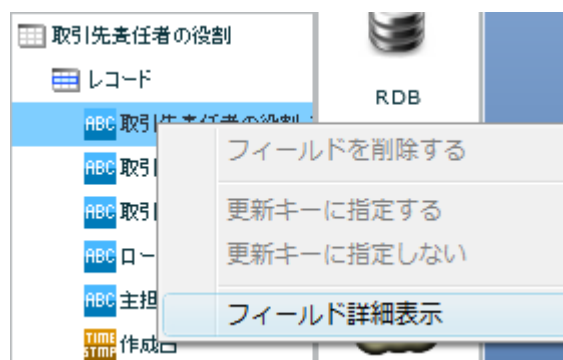 取引先責任者の役割
レコード
RDB
ABC 取引先責任者の役割
フィールドを削除する
ABC 取引
ABC 取引
更新キーに指定する
ABC ロー
更新キーに指定しない
ABC 主担
フィールド詳細表示
TIME STMP 作成日